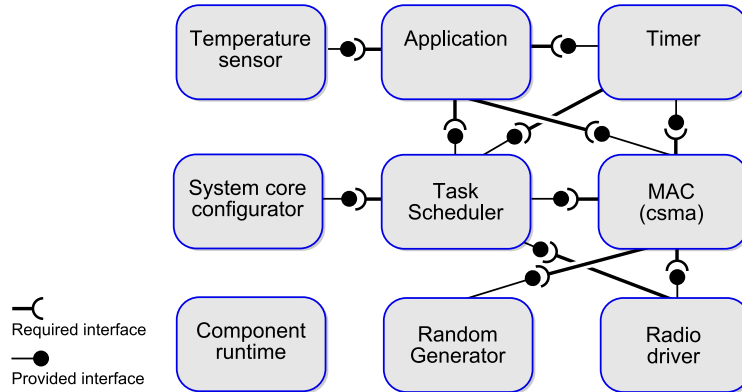 Temperature
sensor
Application
Timer
System core
configurator
Task
Scheduler
MAC
(csma)
Required interface
Provided interface
Component
runtime
Random
Generator
Radio
driver